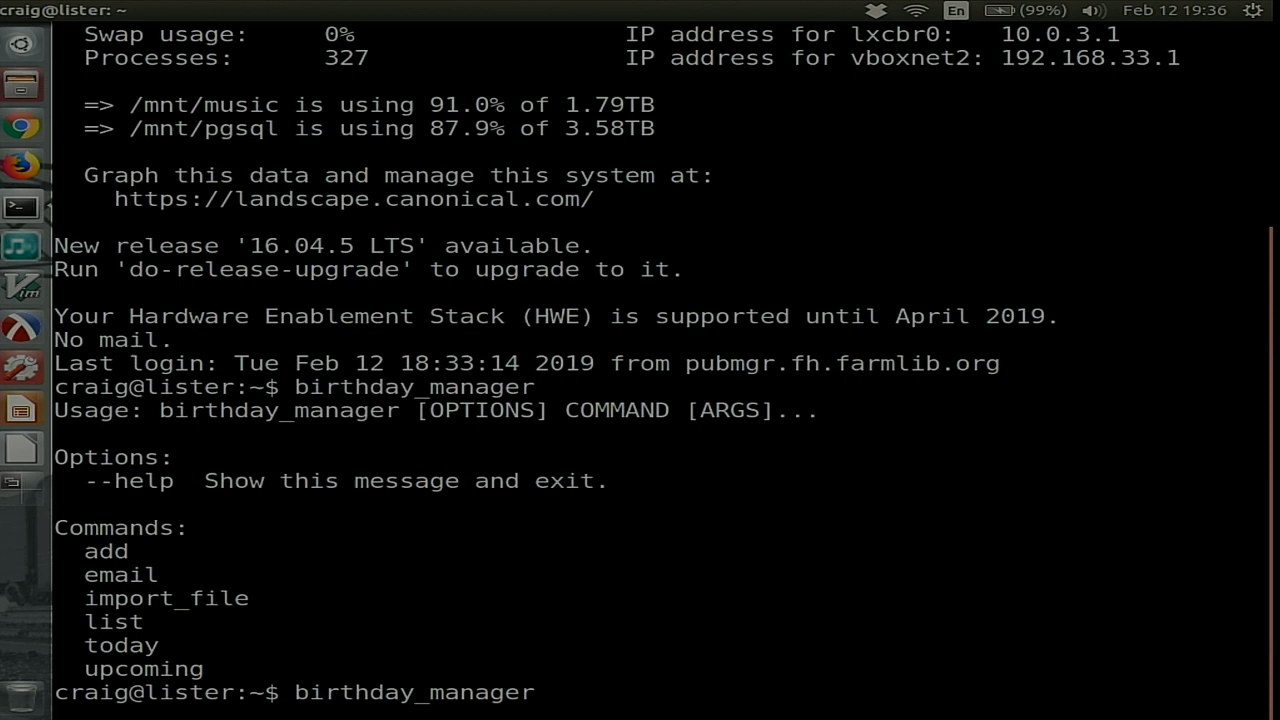 craig@lister: ~
En
(99%)
Feb 12 19:36
Swap usage: 0% IP address for lxcbr0: 10.0.3.1
Processes: 327 IP address for vboxnet2: 192.168.33.1
=> /mnt/music is using 91.0% of 1.79TB
=> /mnt/pgsql is using 87.9% of 3.58TB
Graph this data and manage this system at:
https://landscape.canonical.com/
New release '16.04.5 LTS' available.
Run 'do-release-upgrade' to upgrade to it.
Your Hardware Enablement Stack (HWE) is supported until April 2019.
No mail.
Last login: Tue Feb 12 18:33:14 2019 from pubmgr.fh.farmlib.org
craig@lister:~$ birthday_manager
Usage: birthday_manager [OPTIONS] COMMAND [ARGS]...
Options:
--help Show this message and exit.
Commands:
add
email
import_file
list
today
upcoming
craig@lister:~$ birthday_manager
Vim